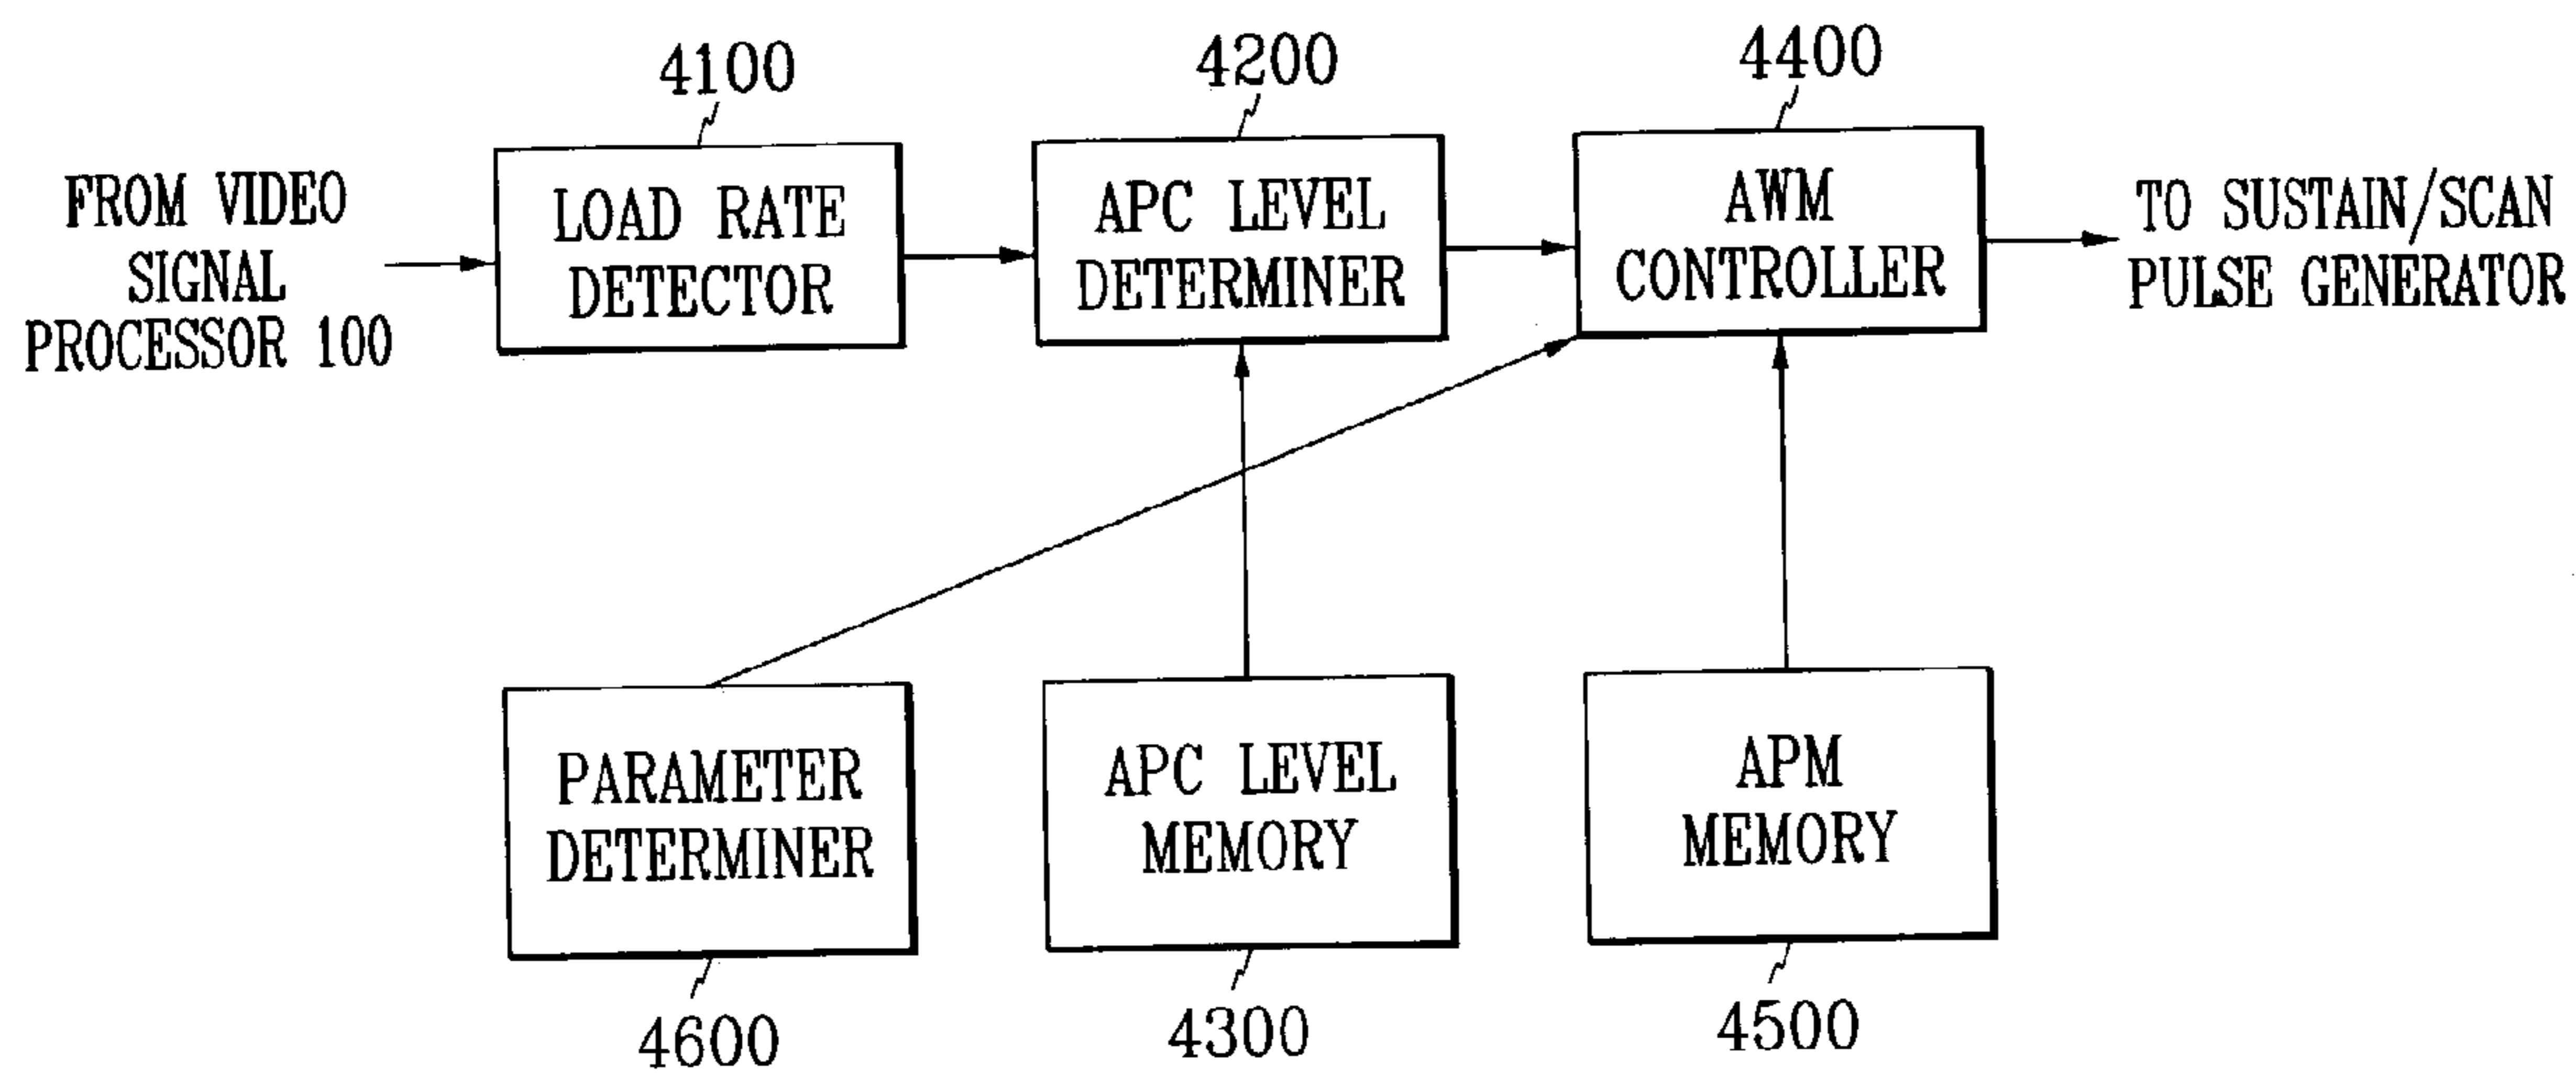 4100
4200
4400
FROM VIDEO
SIGNAL
PROCESSOR 100
LOAD RATE
DETECTOR
APC LEVEL
DETERMINER
AWM
CONTROLLER
TO SUSTAIN/SCAN
PULSE GENERATOR
PARAMETER
DETERMINER
APC LEVEL
MEMORY
APM
MEMORY
4600
4300
4500